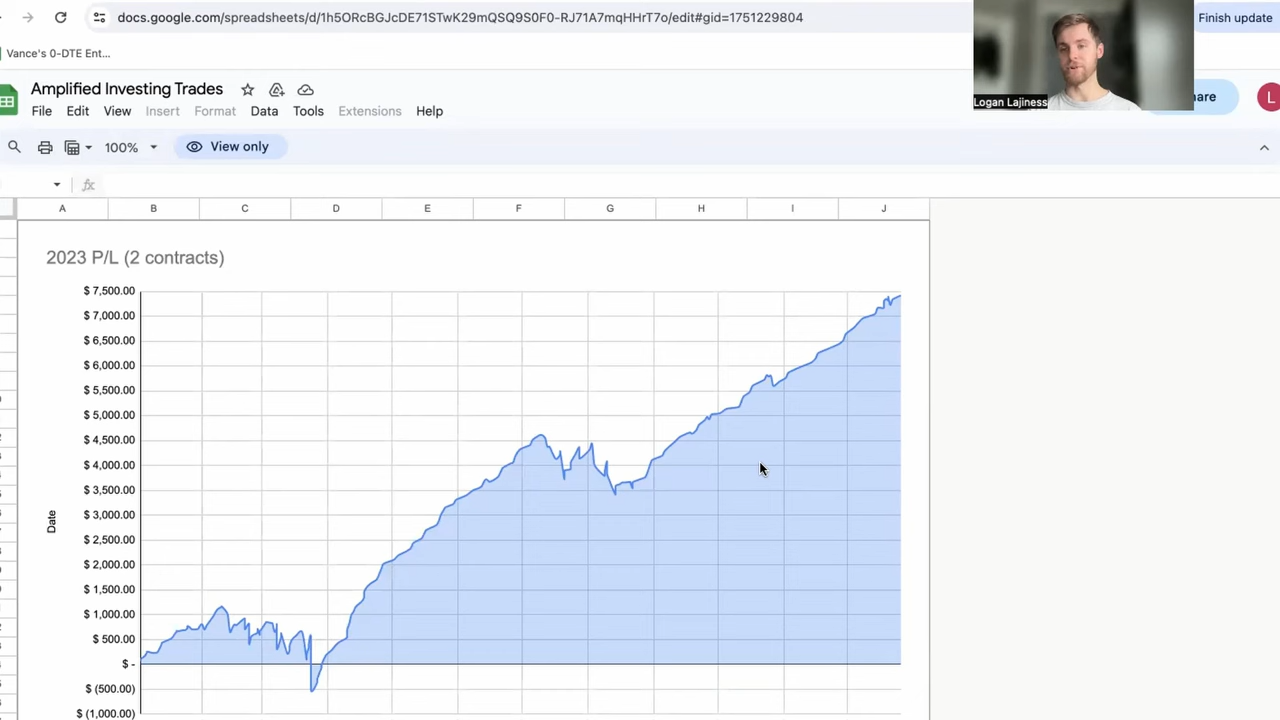 docs.google.com/spreadsheets/d/1h5ORcBGJcDE71STwK29mQSQ9S0F0-RJ71A7mqHHrT7o/edit#gid=1751229804
Finish update
Vance's 0-DTE Ent...
Amplified Investing Trades
File Edit View Insert Format Data Tools Extensions Help
Logan Lajiness
hare
L
100%
View only
fx
A B C D E F G H I J
2023 P/L (2 contracts)
$ 7,500.00
$ 7,000.00
$ 6,500.00
$ 6,000.00
$ 5,500.00
$ 5,000.00
$ 4,500.00
$ 4,000.00
$ 3,500.00
$ 3,000.00
$ 2,500.00
$ 2,000.00
$ 1,500.00
$ 1,000.00
$ 500.00
$ -
$ (500.00)
$ (1,000.00)
Date